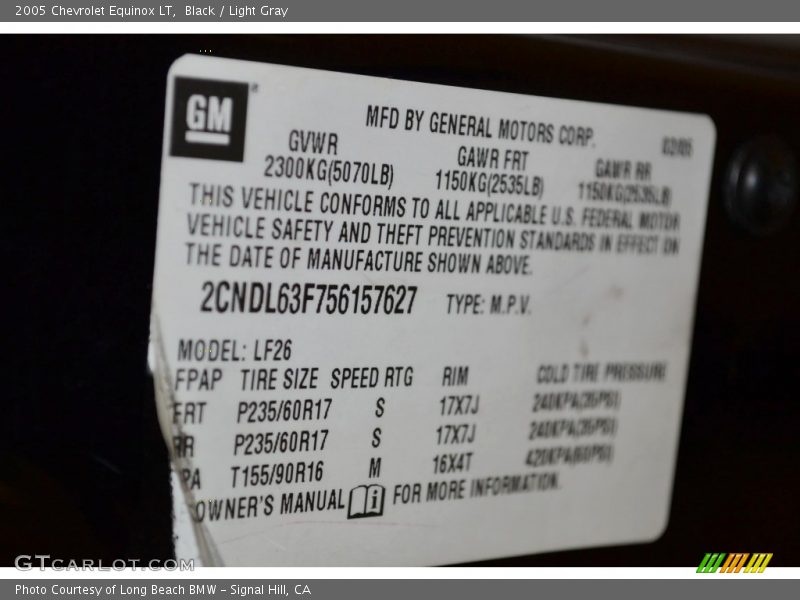 2005 Chevrolet Equinox LT, Black / Light Gray
GM®
MFD BY GENERAL MOTORS CORP. 02/05
GVWR GAWR FRT GAWR RR
2300KG(5070LB) 1150KG(2535LB) 1150KG(2535LB)
THIS VEHICLE CONFORMS TO ALL APPLICABLE U.S. FEDERAL MOTOR
VEHICLE SAFETY AND THEFT PREVENTION STANDARDS IN EFFECT ON
THE DATE OF MANUFACTURE SHOWN ABOVE.
2CNDL63F756157627 TYPE: M.P.V.
MODEL: LF26
FPAP TIRE SIZE SPEED RTG RIM COLD TIRE PRESSURE
FRT P235/60R17 S 17X7J 240KPA(35PSI)
RR P235/60R17 S 17X7J 240KPA(35PSI)
PA T155/90R16 M 16X4T 420KPA(60PSI)
OWNER'S MANUAL FOR MORE INFORMATION.
GTCARLOT.COM
Photo Courtesy of Long Beach BMW - Signal Hill, CA